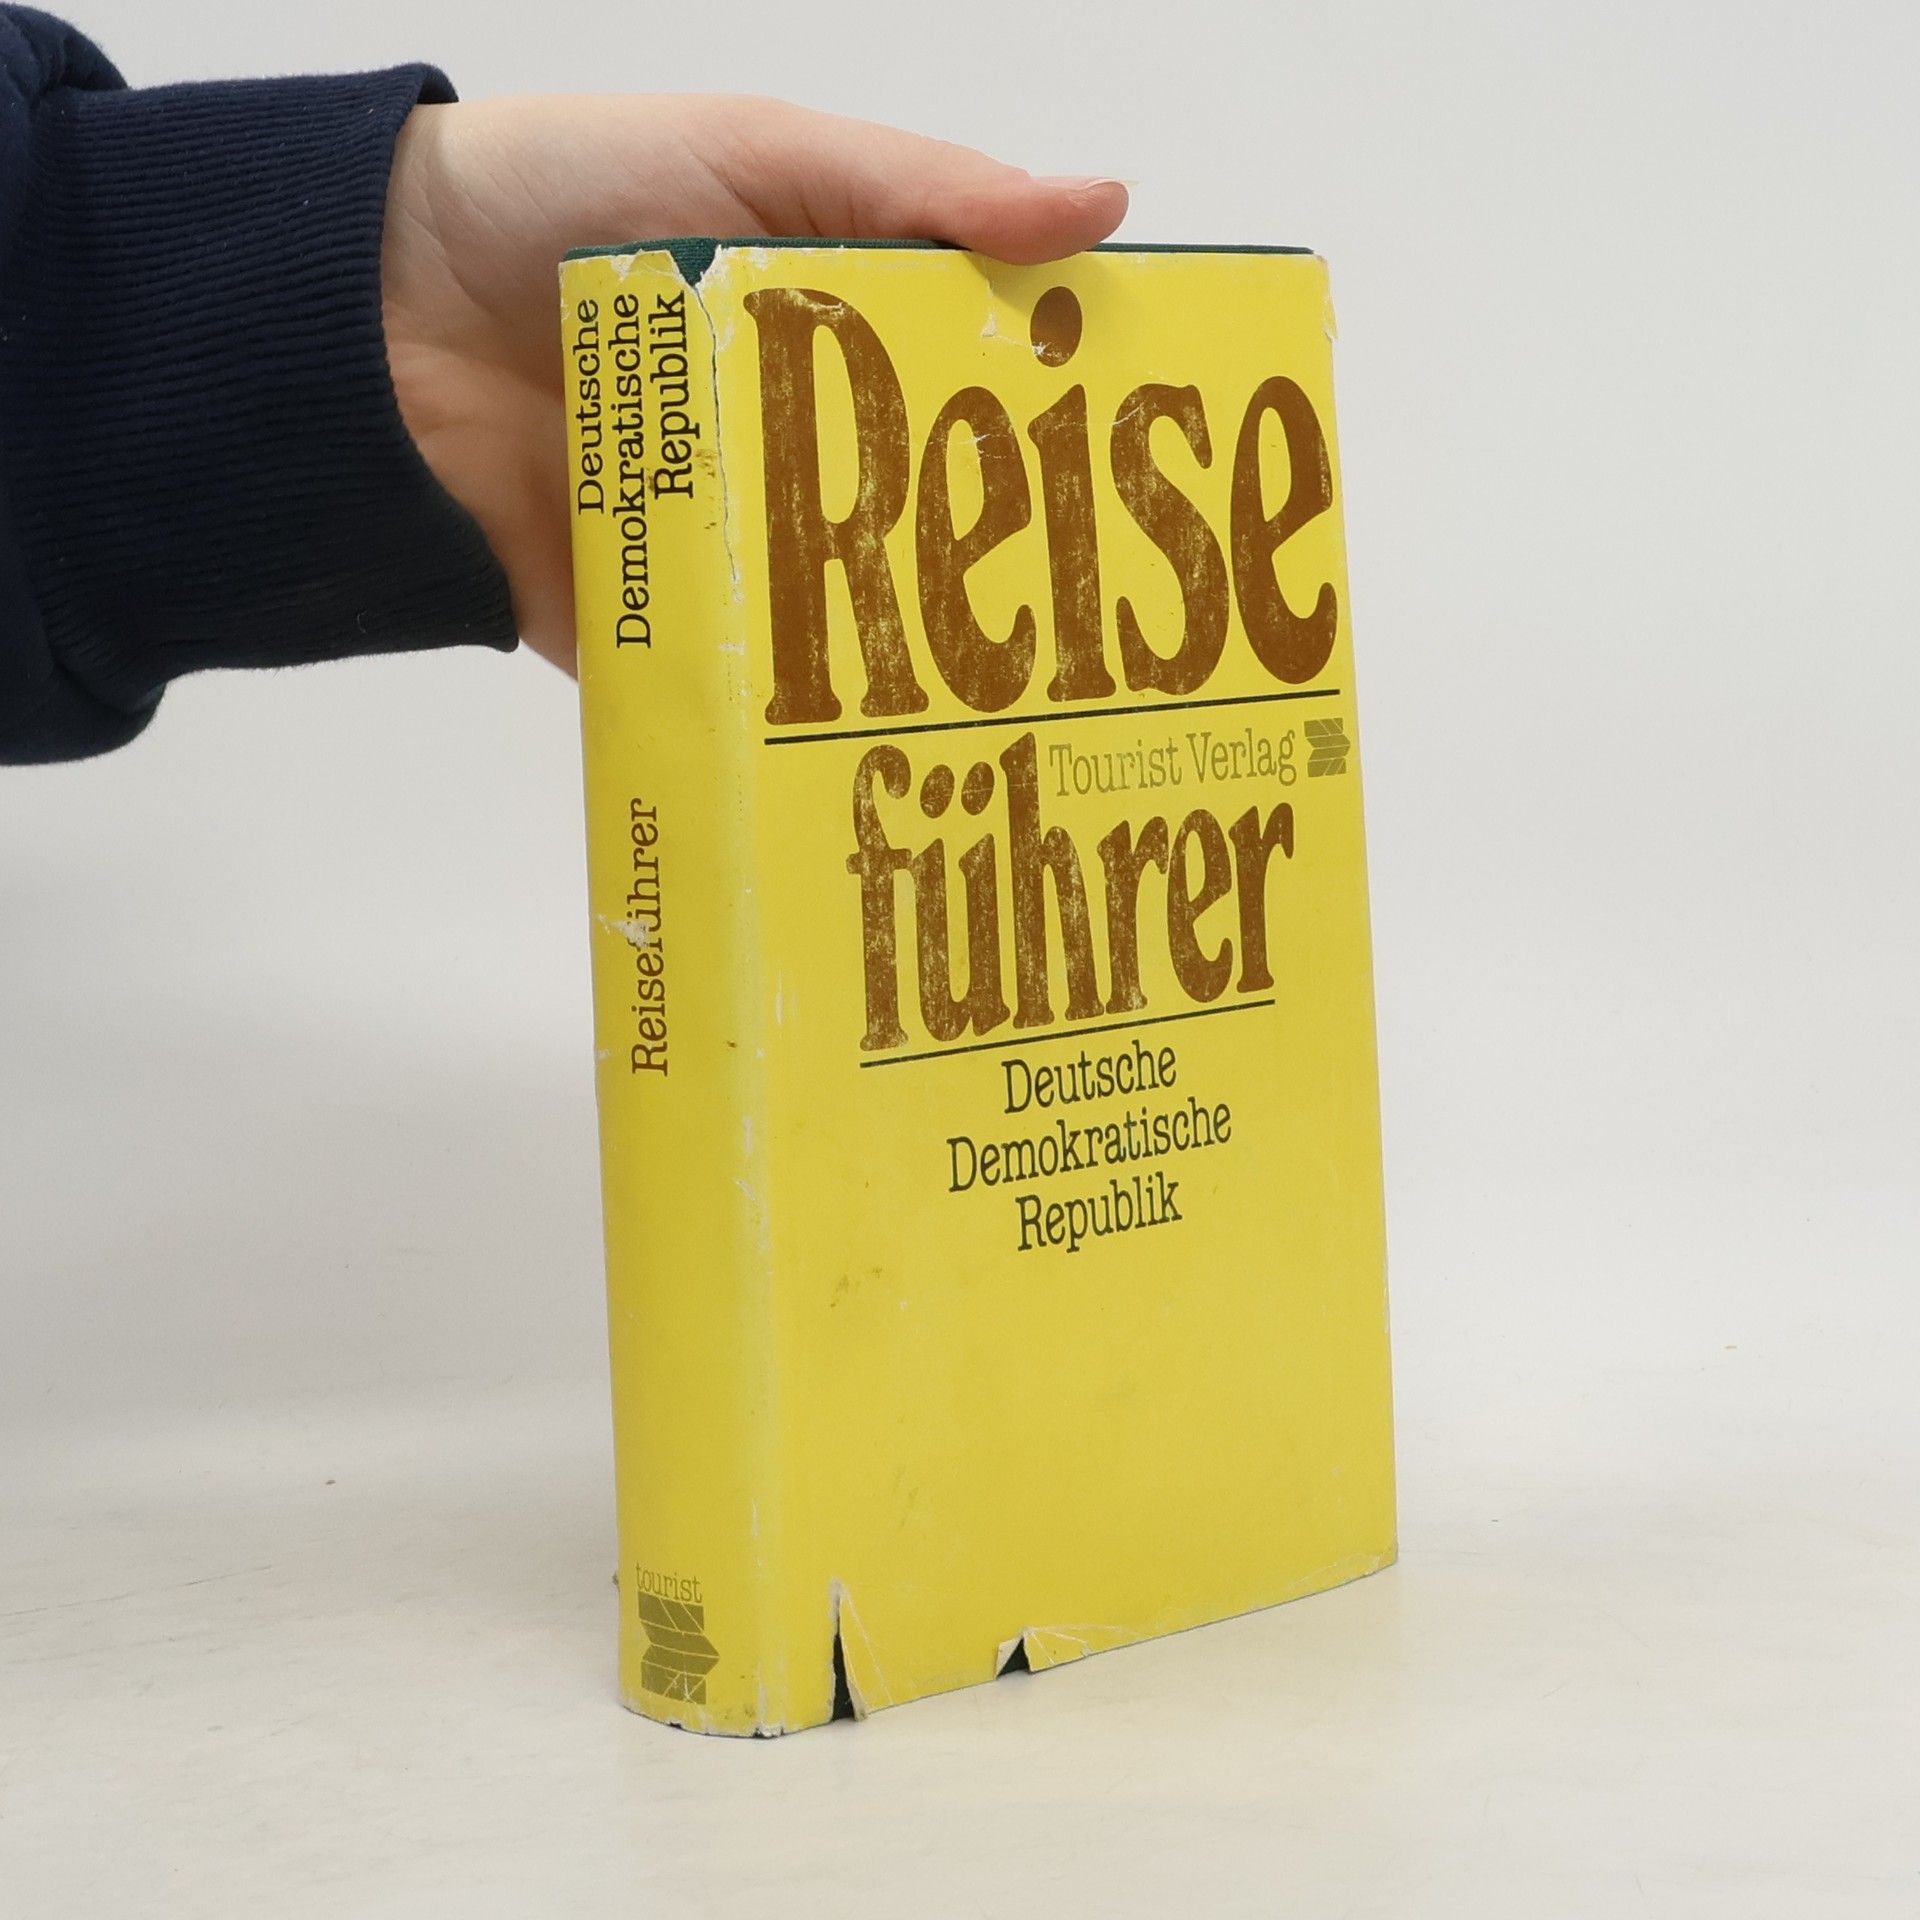 Deutsche
Demokratische
Republik
Reiseführer
tourist
Reise
Tourist Verlag
führer
Deutsche
Demokratische
Republik